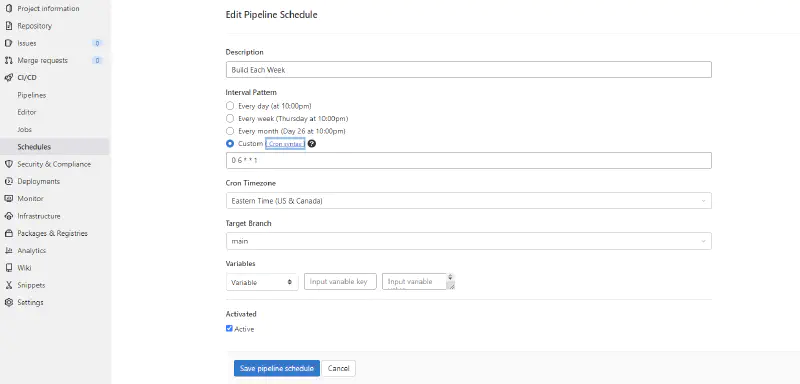 Project information
Repository
Issues 0
Merge requests 0
CI/CD
Pipelines
Editor
Jobs
Schedules
Security & Compliance
Deployments
Monitor
Infrastructure
Packages & Registries
Analytics
Wiki
Snippets
Settings
Edit Pipeline Schedule
Description
Build Each Week
Interval Pattern
Every day (at 10:00pm)
Every week (Thursday at 10:00pm)
Every month (Day 26 at 10:00pm)
Custom ( Cron syntax ) ?
0 6 * * 1
Cron Timezone
Eastern Time (US & Canada)
Target Branch
main
Variables
Variable Input variable key Input variable
Activated
Active
Save pipeline schedule Cancel